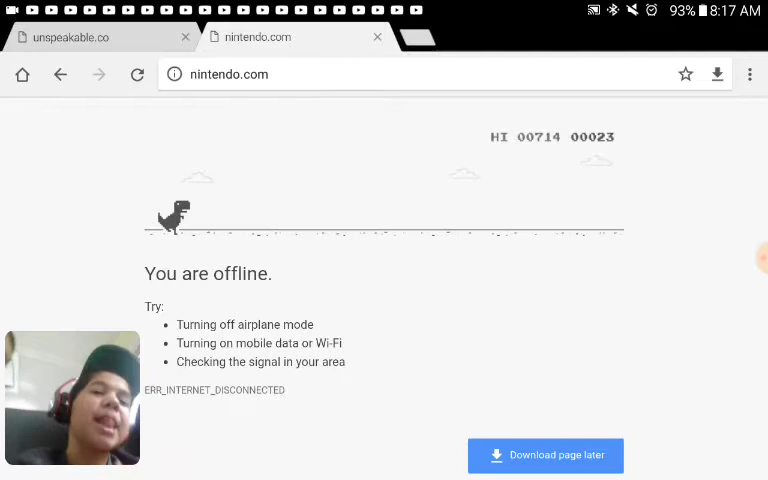 93% 8:17 AM
unspeakable.co
nintendo.com
nintendo.com
HI 00714 00023
You are offline.
Try:
Turning off airplane mode
Turning on mobile data or Wi-Fi
Checking the signal in your area
ERR_INTERNET_DISCONNECTED
Download page later